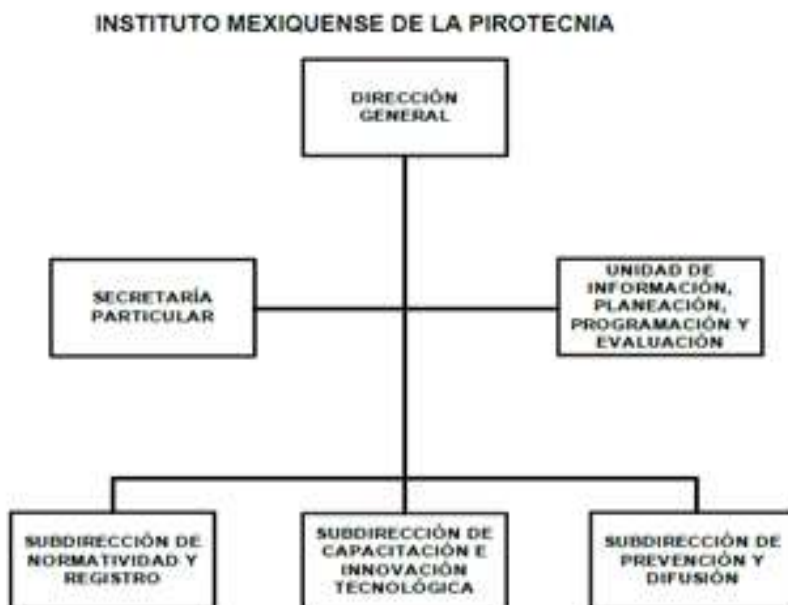 INSTITUTO MEXIQUENSE DE LA PIROTECNIA
DIRECCIÓN
GENERAL
SECRETARÍA
PARTICULAR
UNIDAD DE
INFORMACIÓN,
PLANEACIÓN,
PROGRAMACIÓN Y
EVALUACIÓN
SUBDIRECCIÓN DE
NORMATIVIDAD Y
REGISTRO
SUBDIRECCIÓN DE
CAPACITACIÓN E
INNOVACIÓN
TECNOLÓGICA
SUBDIRECCIÓN DE
PREVENCIÓN Y
DIFUSIÓN